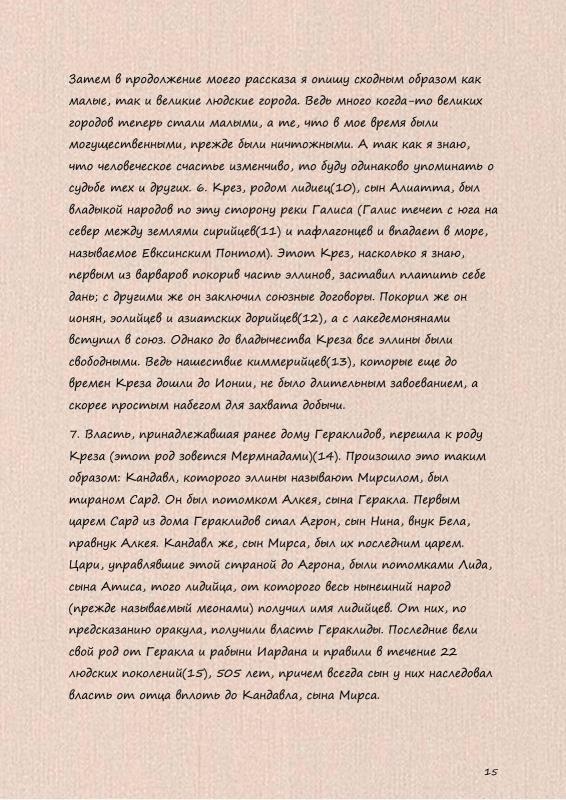 Затем в продолжение моего рассказа я опишу сходным образом как
малые, так и великие людские города. Ведь много когда-то великих
городов теперь стали малыми, а те, что в мое время были
могущественными, прежде были ничтожными. А так как я знаю,
что человеческое счастье изменчиво, то буду одинаково упоминать о
судьбе тех и других. 6. Крез, родом лидиец(10), сын Алиатта, был
владыкой народов по эту сторону реки Галиса (Галис течет с юга на
север между землями сирийцев(11) и пафлагонцев и впадает в море,
называемое Евксинским Понтом). Этот Крез, насколько я знаю,
первым из варваров покорив часть эллинов, заставил платить себе
дань; с другими же он заключил союзные договоры. Покорил же он
ионян, эолийцев и азиатских дорийцев(12), а с лакедемонянами
вступил в союз. Однако до владычества Креза все эллины были
свободными. Ведь нашествие киммерийцев(13), которые еще до
времен Креза дошли до Ионии, не было длительным завоеванием, а
скорее простым набегом для захвата добычи.
7. Власть, принадлежавшая ранее дому Гераклидов, перешла к роду
Креза (этот род зовется Мермнадами)(14). Произошло это таким
образом: Кандавл, которого эллины называют Мирсилом, был
тираном Сард. Он был потомком Алкея, сына Геракла. Первым
царем Сард из дома Гераклидов стал Агрон, сын Нина, внук Бела,
правнук Алкея. Кандавл же, сын Мирса, был их последним царем.
Цари, управлявшие этой страной до Агрона, были потомками Лида,
сына Атиса, того лидийца, от которого весь нынешний народ
(прежде называемый меонами) получил имя лидийцев. От них, по
предсказанию оракула, получили власть Гераклиды. Последние вели
свой род от Геракла и рабыни Иардана и правили в течение 22
людских поколений(15), 505 лет, причем всегда сын у них наследовал
власть от отца вплоть до Кандавла, сына Мирса.
15